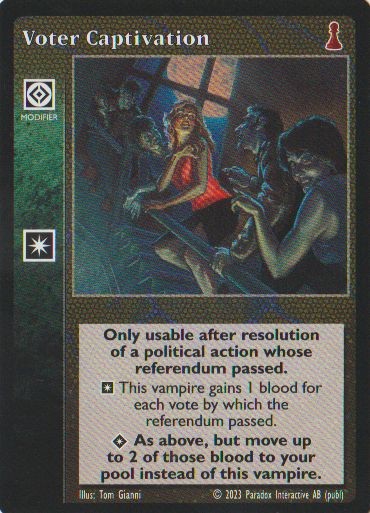 Voter Captivation
MODIFIER
Only usable after resolution
of a political action whose
referendum passed.
This vampire gains 1 blood for
each vote by which the
referendum passed.
As above, but move up
to 2 of those blood to your
pool instead of this vampire.
Illus: Tom Gianni © 2023 Paradox Interactive AB (publ)